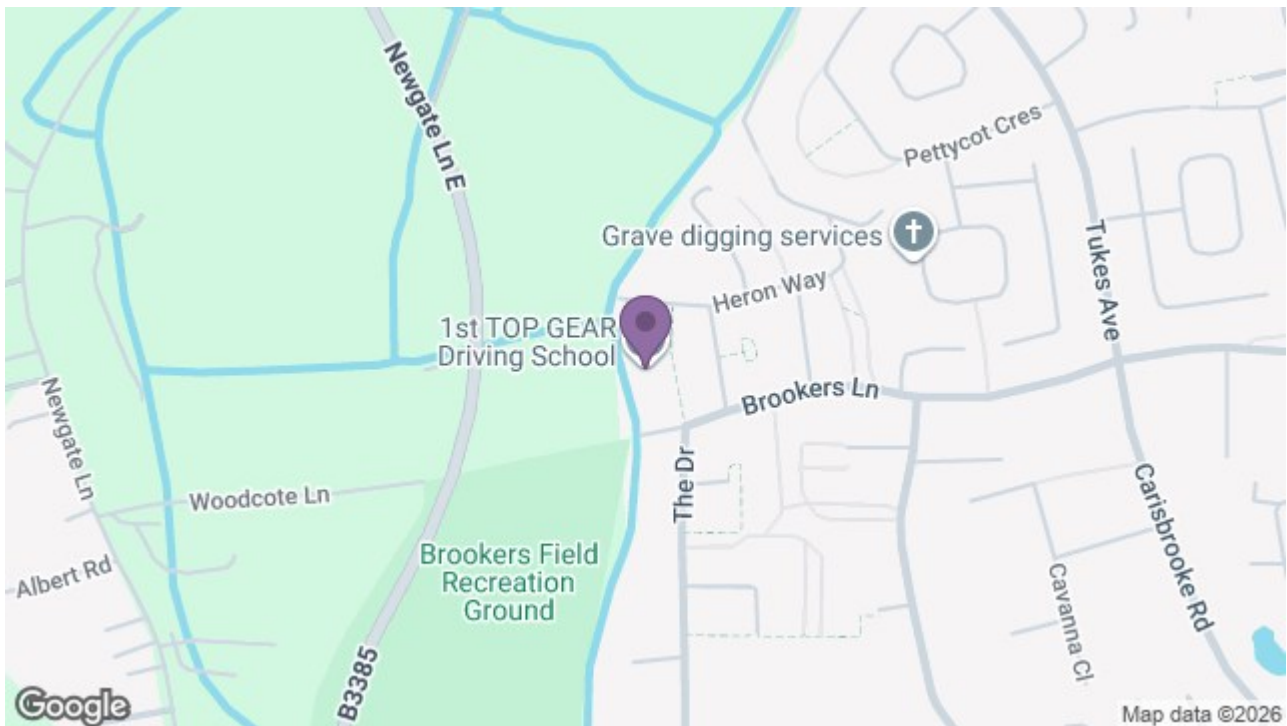 Newgate Ln E
Pettycot Cres
Grave digging services
Tukes Ave
Heron Way
1st TOP GEAR
Driving School
Brookers Ln
Newgate Ln
Woodcote Ln
The Dr
Carisbrooke Rd
Brookers Field
Recreation
Ground
Albert Rd
Cavanna Cl
B3385
Google
Map data ©2026